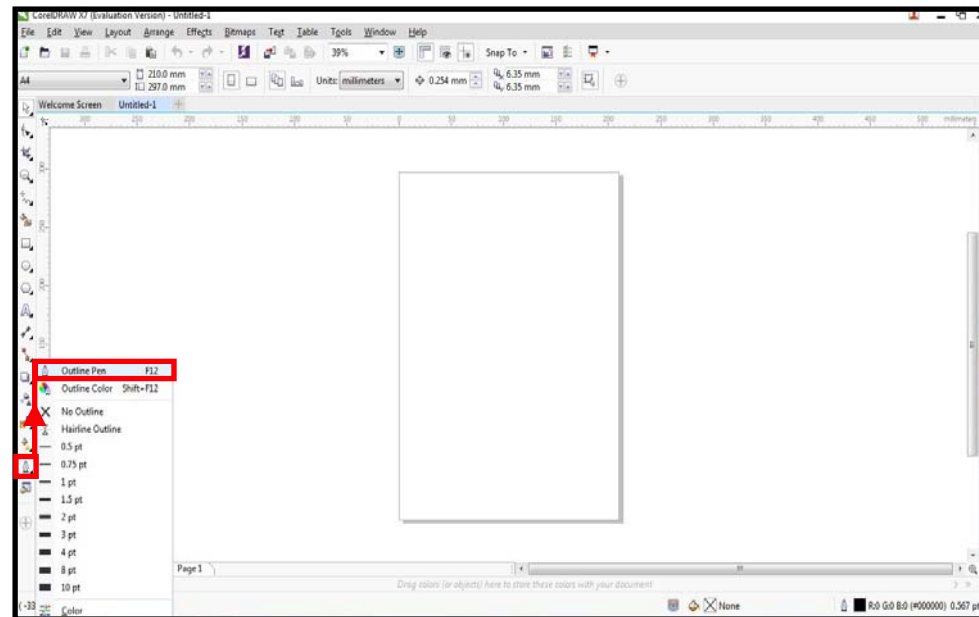 CorelDRAW X7 (Evaluation Version) - Untitled-1
File Edit View Layout Arrange Effects Bitmaps Text Table Tools Window Help
39% Snap To
A4 210.0 mm 297.0 mm Units: millimeters 0.254 mm 6.35 mm 6.35 mm
Welcome Screen Untitled-1
millimeters
Outline Pen F12
Outline Color Shift+F12
No Outline
Hairline Outline
0.5 pt
0.75 pt
1 pt
1.5 pt
2 pt
3 pt
4 pt
8 pt
10 pt
Color
Page 1
Drag colors (or objects) here to store these colors with your document
(-33 None R:0 G:0 B:0 (#000000) 0.567 pt